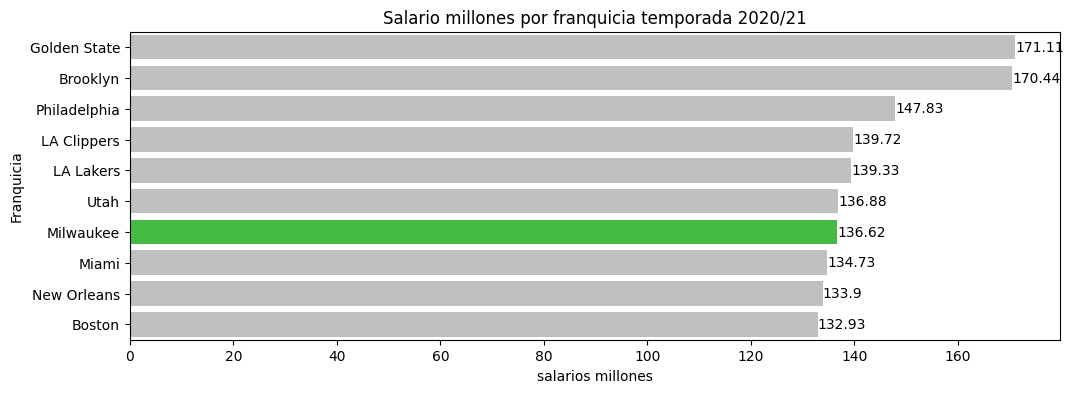 Salario millones por franquicia temporada 2020/21
Franquicia
Golden State 171.11
Brooklyn 170.44
Philadelphia 147.83
LA Clippers 139.72
LA Lakers 139.33
Utah 136.88
Milwaukee 136.62
Miami 134.73
New Orleans 133.9
Boston 132.93
0 20 40 60 80 100 120 140 160
salarios millones